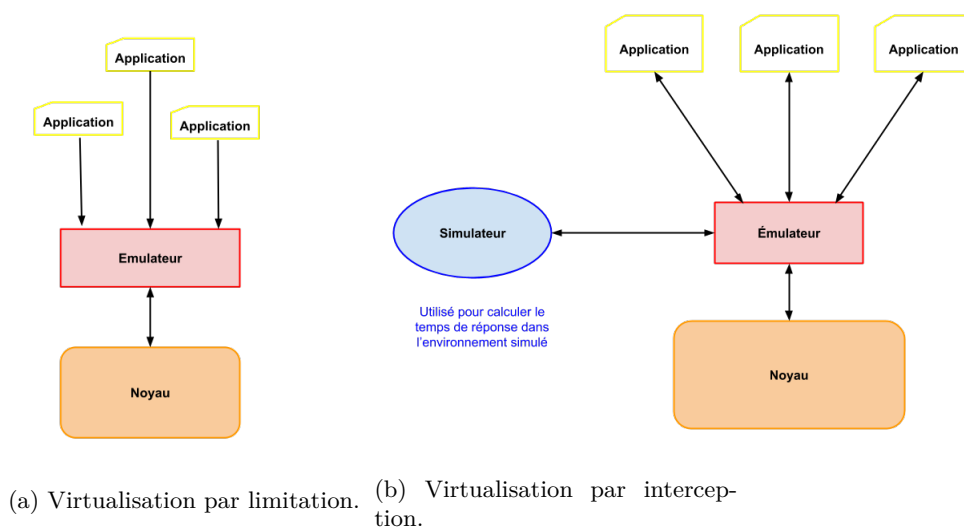 Application
Application
Application
Emulateur
Noyau
(a) Virtualisation par limitation.
Application
Application
Application
Simulateur
Émulateur
Utilisé pour calculer le
temps de réponse dans
l'environnement simulé
Noyau
(b) Virtualisation par intercep-
tion.